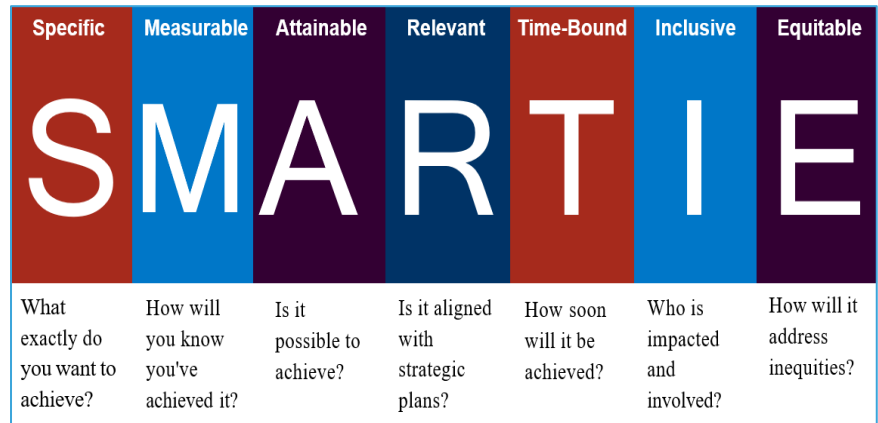 Specific
Measurable
Attainable
Relevant
Time-Bound
Inclusive
Equitable
S
M
A
R
T
I
E
What
exactly do
you want to
achieve?
How will
you know
you've
achieved it?
Is it
possible to
achieve?
Is it aligned
with
strategic
plans?
How soon
will it be
achieved?
Who is
impacted
and
involved?
How will it
address
inequities?